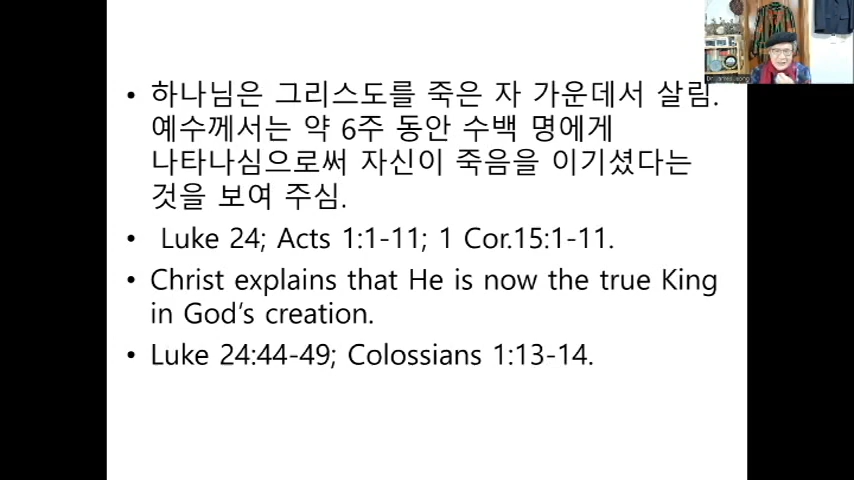 • 하나님은 그리스도를 죽은 자 가운데서 살림.
예수께서는 약 6주 동안 수백 명에게
나타나심으로써 자신이 죽음을 이기셨다는
것을 보여 주심.
• Luke 24; Acts 1:1-11; 1 Cor.15:1-11.
• Christ explains that He is now the true King
in God's creation.
• Luke 24:44-49; Colossians 1:13-14.